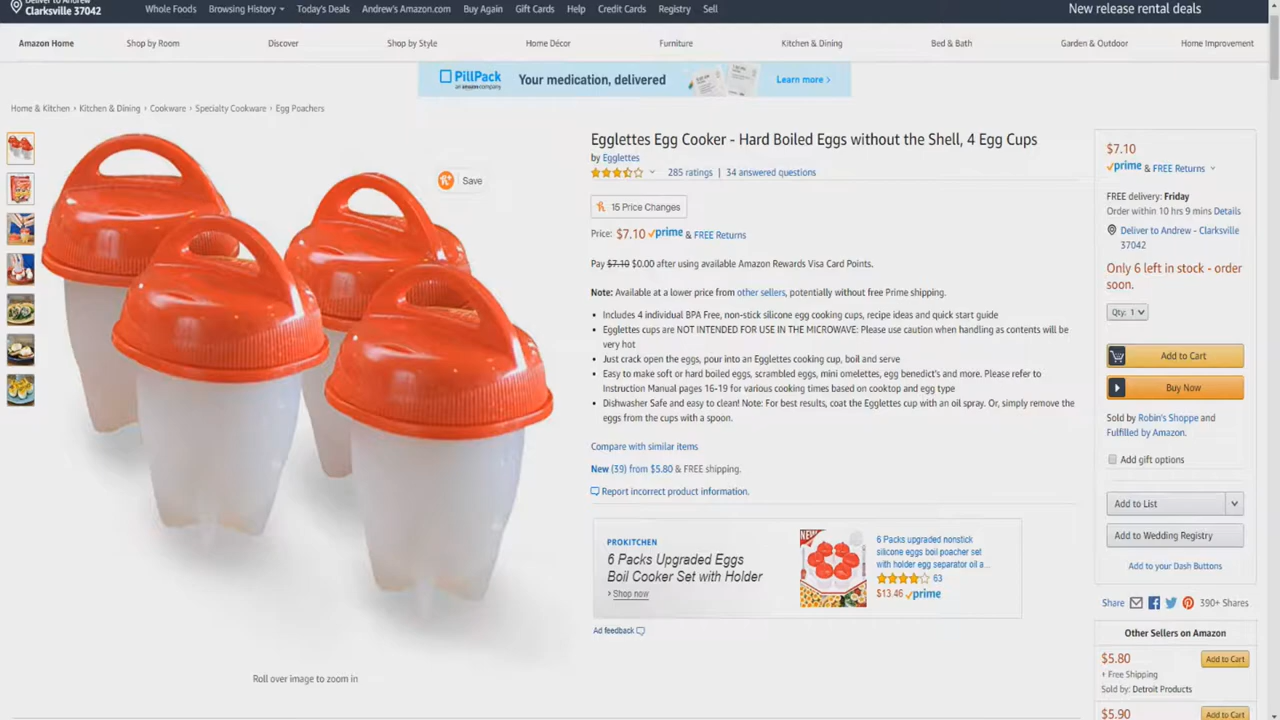 Deliver to Andrew
Clarksville 37042
Whole Foods Browsing History Today's Deals Andrew's Amazon.com Buy Again Gift Cards Help Credit Cards Registry Sell
New release rental deals
Amazon Home Shop by Room Discover Shop by Style Home Décor Furniture Kitchen & Dining Bed & Bath Garden & Outdoor Home Improvement
PillPack
an amazon company
Your medication, delivered
Learn more ›
Home & Kitchen › Kitchen & Dining › Cookware › Specialty Cookware › Egg Poachers
Save
Roll over image to zoom in
Egglettes Egg Cooker - Hard Boiled Eggs without the Shell, 4 Egg Cups
by Egglettes
285 ratings | 34 answered questions
15 Price Changes
Price: $7.10 prime & FREE Returns
Pay $7.10 $0.00 after using available Amazon Rewards Visa Card Points.
Note: Available at a lower price from other sellers, potentially without free Prime shipping.
• Includes 4 individual BPA Free, non-stick silicone egg cooking cups, recipe ideas and quick start guide
• Egglettes cups are NOT INTENDED FOR USE IN THE MICROWAVE: Please use caution when handling as contents will be
very hot
• Just crack open the eggs, pour into an Egglettes cooking cup, boil and serve
• Easy to make soft or hard boiled eggs, scrambled eggs, mini omelettes, egg benedict's and more. Please refer to
Instruction Manual pages 16-19 for various cooking times based on cooktop and egg type
• Dishwasher Safe and easy to clean! Note: For best results, coat the Egglettes cup with an oil spray. Or, simply remove the
eggs from the cups with a spoon.
Compare with similar items
New (39) from $5.80 & FREE shipping.
Report incorrect product information.
PROKITCHEN
6 Packs Upgraded Eggs
Boil Cooker Set with Holder
› Shop now
NEW
6 Packs upgraded nonstick
silicone eggs boil poacher set
with holder egg separator oil a...
63
$13.46 prime
Ad feedback
$7.10
prime & FREE Returns
FREE delivery: Friday
Order within 10 hrs 9 mins Details
Deliver to Andrew - Clarksville
37042
Only 6 left in stock - order
soon.
Qty: 1
Add to Cart
Buy Now
Sold by Robin's Shoppe and
Fulfilled by Amazon.
Add gift options
Add to List
Add to Wedding Registry
Add to your Dash Buttons
Share 390+ Shares
Other Sellers on Amazon
$5.80 Add to Cart
+ Free Shipping
Sold by: Detroit Products
$5.90 Add to Cart